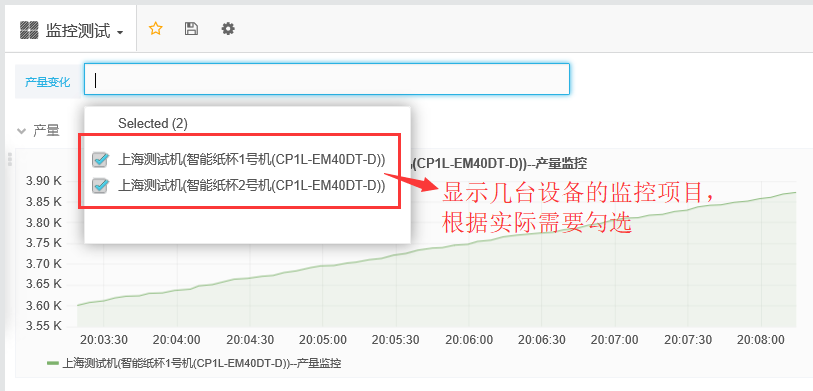 监控测试
产量变化
Selected (2)
产量
上海测试机(智能纸杯1号机(CP1L-EM40DT-D))
上海测试机(智能纸杯2号机(CP1L-EM40DT-D))
(CP1L-EM40DT-D))--产量监控
显示几台设备的监控项目，
根据实际需要勾选
3.90 K
3.85 K
3.80 K
3.75 K
3.70 K
3.65 K
3.60 K
3.55 K
20:03:30 20:04:00 20:04:30 20:05:00 20:05:30 20:06:00 20:06:30 20:07:00 20:07:30 20:08:00
上海测试机(智能纸杯1号机(CP1L-EM40DT-D))--产量监控